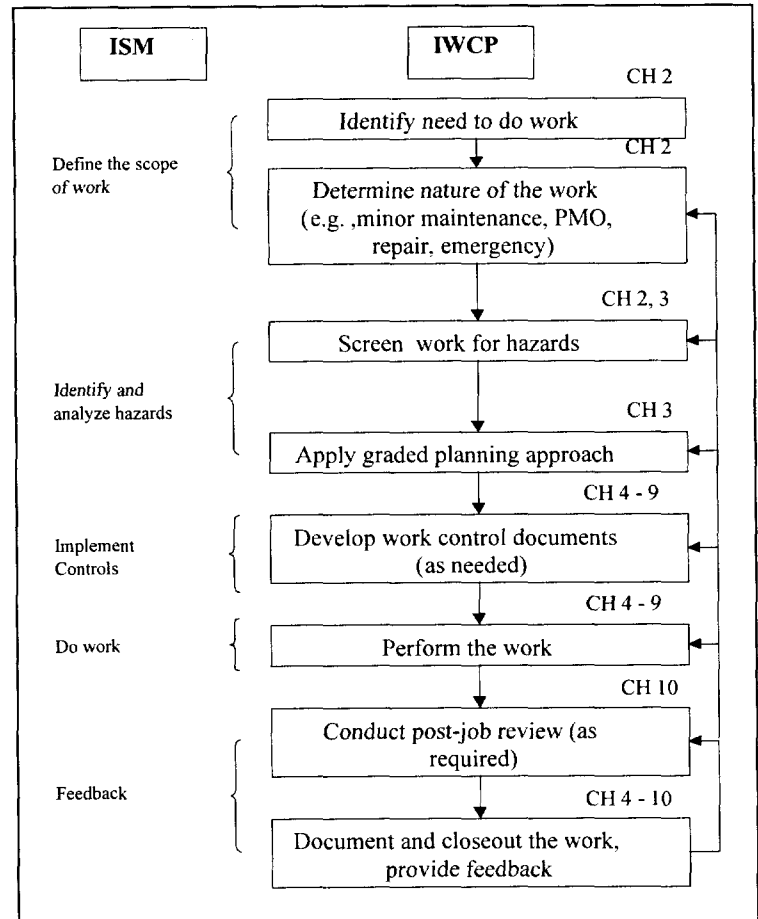 ISM
IWCP
CH 2
Identify need to do work
CH 2
Define the scope
of work
Determine nature of the work
(e.g. ,minor maintenance, PMO,
repair, emergency)
CH 2, 3
Screen work for hazards
Identify and
analyze hazards
CH 3
Apply graded planning approach
CH 4 - 9
Implement
Controls
Develop work control documents
(as needed)
CH 4 - 9
Do work
Perform the work
CH 10
Conduct post-job review (as
required)
Feedback
CH 4 - 10
Document and closeout the work,
provide feedback